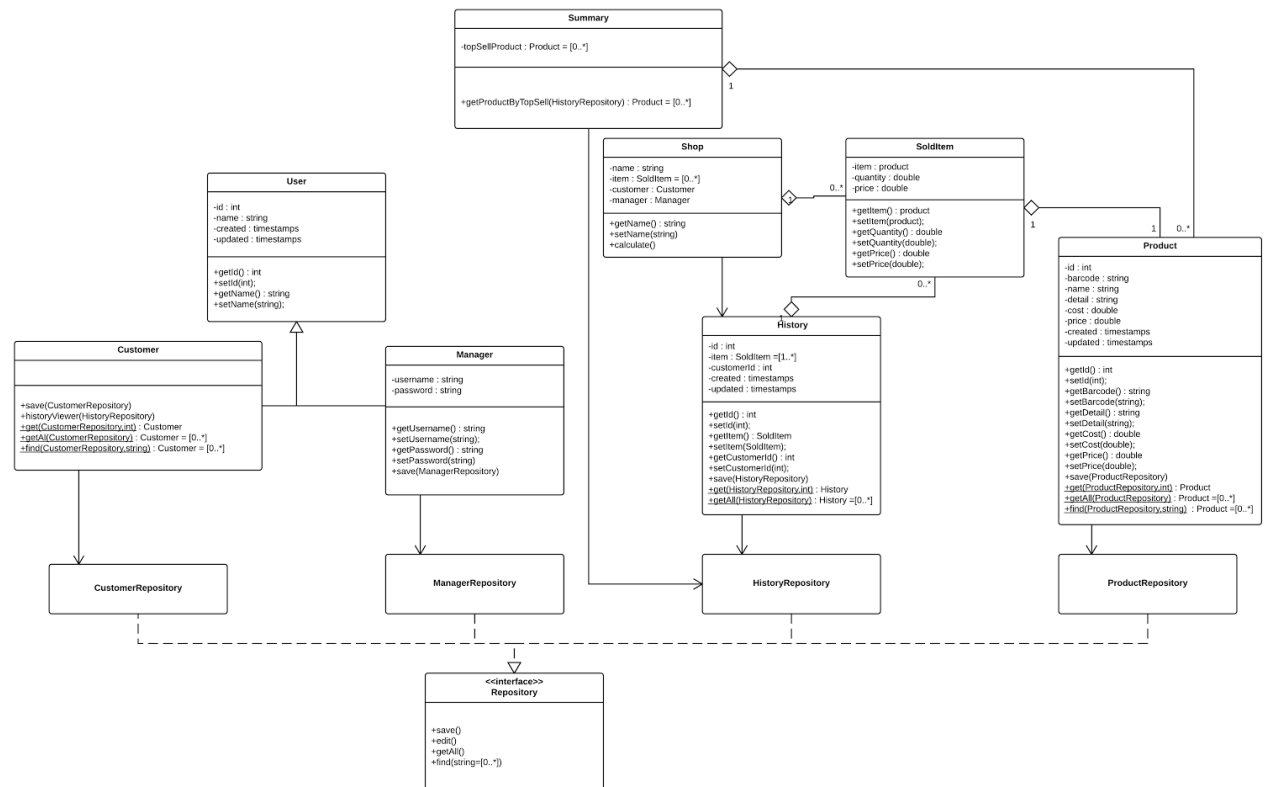 Summary
-topSellProduct : Product = [0..*]
+getProductByTopSell(HistoryRepository) : Product = [0..*]
1
Shop
-name : string
-item : SoldItem = [0..*]
-customer : Customer
-manager : Manager
+getName() : string
+setName(string)
+calculate()
1
0..*
SoldItem
-item : product
-quantity : double
-price : double
+getItem() : product
+setItem(product);
+getQuantity() : double
+setQuantity(double);
+getPrice() : double
+setPrice(double);
1
1
0..*
0..*
1
User
-id : int
-name : string
-created : timestamps
-updated : timestamps
+getId() : int
+setId(int);
+getName() : string
+setName(string);
Product
-id : int
-barcode : string
-name : string
-detail : string
-cost : double
-price : double
-created : timestamps
-updated : timestamps
+getId() : int
+setId(int);
+getBarcode() : string
+setBarcode(string);
+getDetail() : string
+setDetail(string);
+getCost() : double
+setCost(double);
+getPrice() : double
+setPrice(double);
+save(ProductRepository)
+get(ProductRepository,int) : Product
+getAll(ProductRepository) : Product =[0..*]
+find(ProductRepository,string) : Product =[0..*]
History
-id : int
-item : SoldItem =[1..*]
-customerId : int
-created : timestamps
-updated : timestamps
+getId() : int
+setId(int);
+getItem() : SoldItem
+setItem(SoldItem);
+getCustomerId() : int
+setCustomerId(int);
+save(HistoryRepository)
+get(HistoryRepository,int) : History
+getAll(HistoryRepository) : History =[0..*]
Customer
+save(CustomerRepository)
+historyViewer(HistoryRepository)
+get(CustomerRepository,int) : Customer
+getAl(CustomerRepository) : Customer = [0..*]
+find(CustomerRepository,string) : Customer = [0..*]
Manager
-username : string
-password : string
+getUsername() : string
+setUsername(string);
+getPassword() : string
+setPassword(string)
+save(ManagerRepository)
CustomerRepository
ManagerRepository
HistoryRepository
ProductRepository
<<interface>>
Repository
+save()
+edit()
+getAll()
+find(string=[0..*])